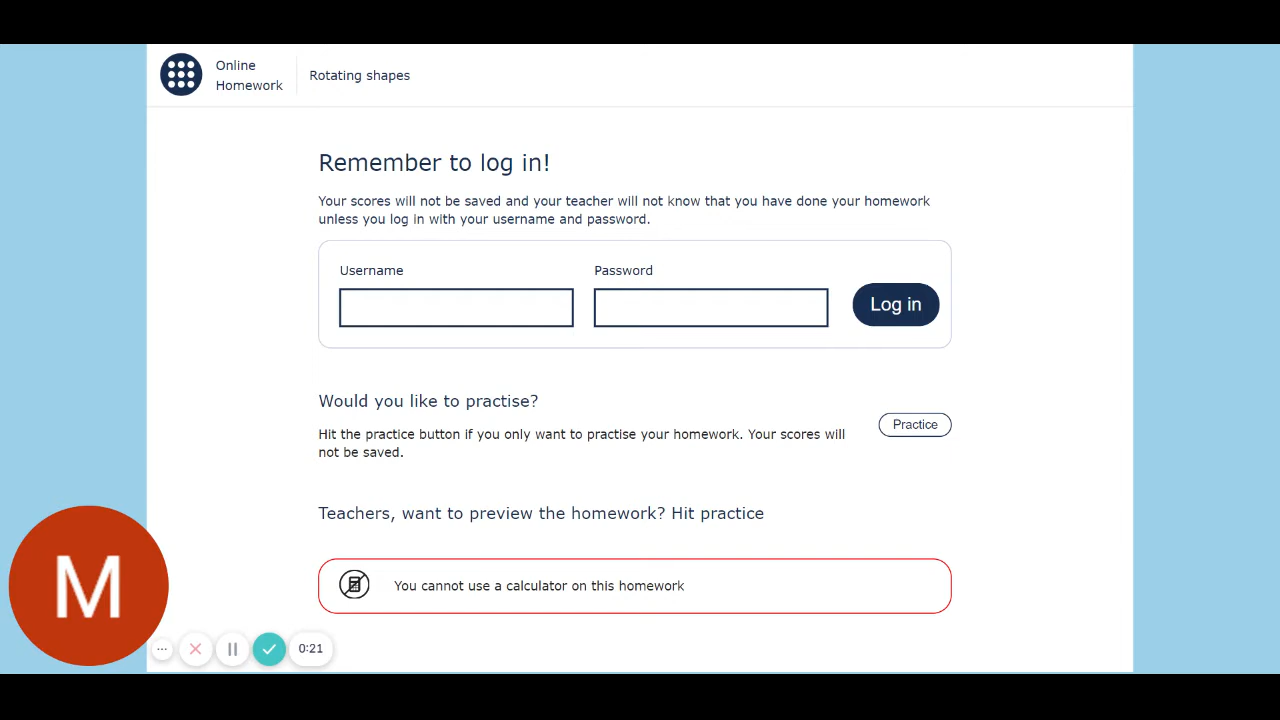 Online
Homework
Rotating shapes
Remember to log in!
Your scores will not be saved and your teacher will not know that you have done your homework
unless you log in with your username and password.
Username
Password
Log in
Would you like to practise?
Hit the practice button if you only want to practise your homework. Your scores will
not be saved.
Practice
Teachers, want to preview the homework? Hit practice
You cannot use a calculator on this homework
M
0:21